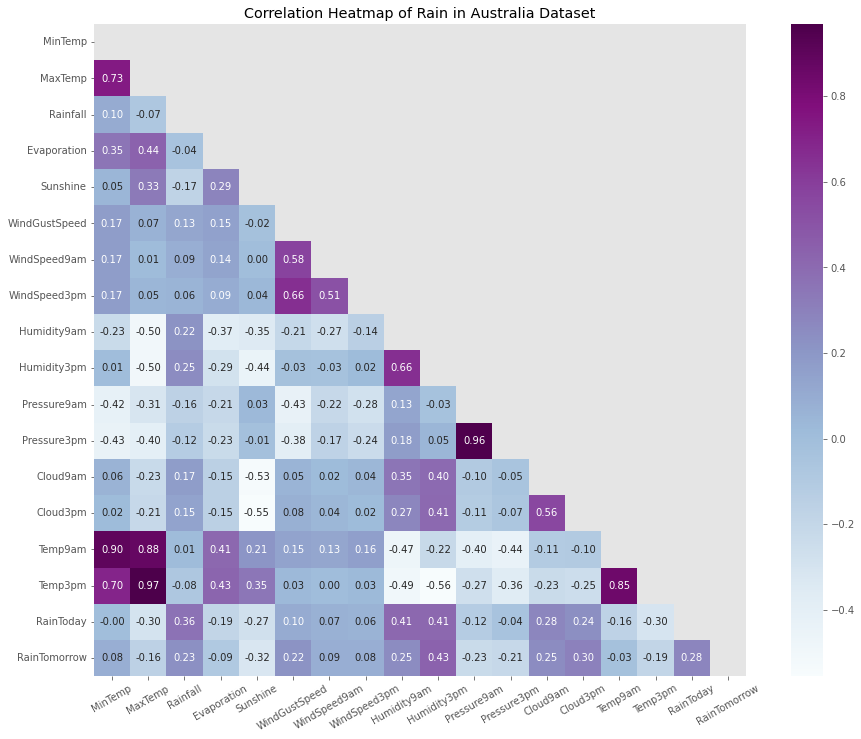 Correlation Heatmap of Rain in Australia Dataset
MinTemp
MaxTemp 0.73
Rainfall 0.10 -0.07
Evaporation 0.35 0.44 -0.04
Sunshine 0.05 0.33 -0.17 0.29
WindGustSpeed 0.17 0.07 0.13 0.15 -0.02
WindSpeed9am 0.17 0.01 0.09 0.14 0.00 0.58
WindSpeed3pm 0.17 0.05 0.06 0.09 0.04 0.66 0.51
Humidity9am -0.23 -0.50 0.22 -0.37 -0.35 -0.21 -0.27 -0.14
Humidity3pm 0.01 -0.50 0.25 -0.29 -0.44 -0.03 -0.03 0.02 0.66
Pressure9am -0.42 -0.31 -0.16 -0.21 0.03 -0.43 -0.22 -0.28 0.13 -0.03
Pressure3pm -0.43 -0.40 -0.12 -0.23 -0.01 -0.38 -0.17 -0.24 0.18 0.05 0.96
Cloud9am 0.06 -0.23 0.17 -0.15 -0.53 0.05 0.02 0.04 0.35 0.40 -0.10 -0.05
Cloud3pm 0.02 -0.21 0.15 -0.15 -0.55 0.08 0.04 0.02 0.27 0.41 -0.11 -0.07 0.56
Temp9am 0.90 0.88 0.01 0.41 0.21 0.15 0.13 0.16 -0.47 -0.22 -0.40 -0.44 -0.11 -0.10
Temp3pm 0.70 0.97 -0.08 0.43 0.35 0.03 0.00 0.03 -0.49 -0.56 -0.27 -0.36 -0.23 -0.25 0.85
RainToday -0.00 -0.30 0.36 -0.19 -0.27 0.10 0.07 0.06 0.41 0.41 -0.12 -0.04 0.28 0.24 -0.16 -0.30
RainTomorrow 0.08 -0.16 0.23 -0.09 -0.32 0.22 0.09 0.08 0.25 0.43 -0.23 -0.21 0.25 0.30 -0.03 -0.19 0.28
MinTemp MaxTemp Rainfall Evaporation Sunshine WindGustSpeed WindSpeed9am WindSpeed3pm Humidity9am Humidity3pm Pressure9am Pressure3pm Cloud9am Cloud3pm Temp9am Temp3pm RainToday RainTomorrow
0.8
0.6
0.4
0.2
0.0
−0.2
−0.4